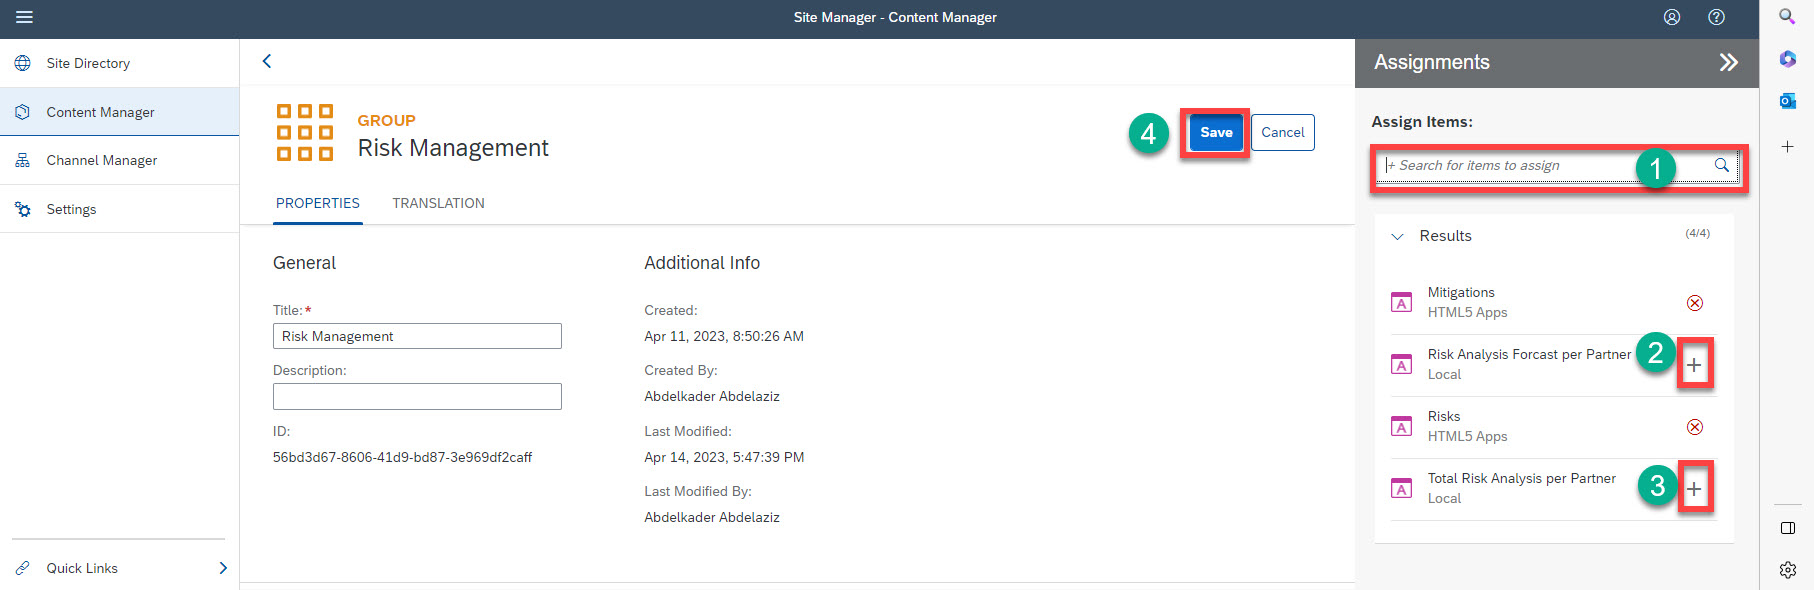 Site Manager - Content Manager
Site Directory
Content Manager
Channel Manager
Settings
Quick Links
GROUP
Risk Management
4
Save
Cancel
PROPERTIES
TRANSLATION
General
Title:*
Risk Management
Description:
ID:
56bd3d67-8606-41d9-bd87-3e969df2caff
Additional Info
Created:
Apr 11, 2023, 8:50:26 AM
Created By:
Abdelkader Abdelaziz
Last Modified:
Apr 14, 2023, 5:47:39 PM
Last Modified By:
Abdelkader Abdelaziz
Assignments
Assign Items:
+ Search for items to assign
1
Results
(4/4)
A
Mitigations
HTML5 Apps
A
Risk Analysis Forcast per Partner
Local
2
A
Risks
HTML5 Apps
A
Total Risk Analysis per Partner
Local
3